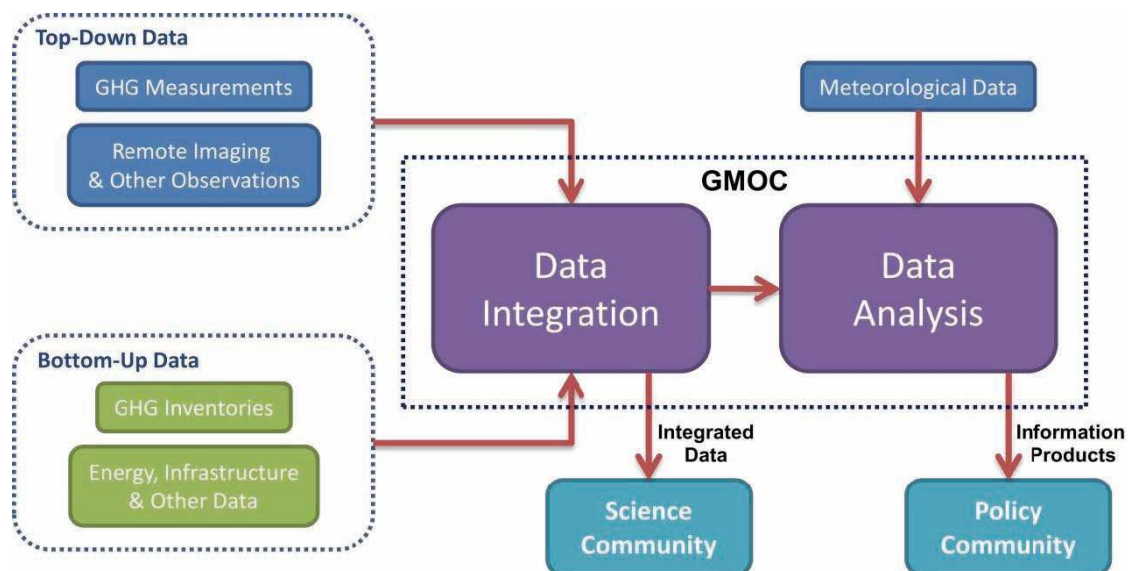 Top-Down Data
GHG Measurements
Remote Imaging
& Other Observations
Meteorological Data
GMOC
Data
Integration
Data
Analysis
Bottom-Up Data
GHG Inventories
Energy, Infrastructure
& Other Data
Integrated
Data
Information
Products
Science
Community
Policy
Community